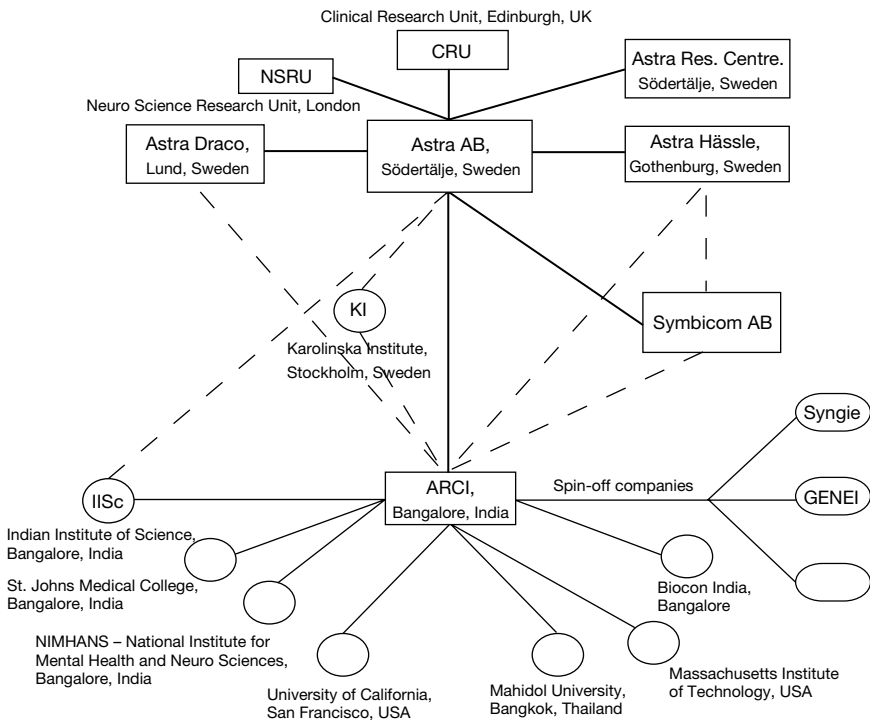 Clinical Research Unit, Edinburgh, UK
CRU
NSRU
Neuro Science Research Unit, London
Astra Res. Centre.
Södertälje, Sweden
Astra Draco,
Lund, Sweden
Astra AB,
Södertälje, Sweden
Astra Hässle,
Gothenburg, Sweden
KI
Karolinska Institute,
Stockholm, Sweden
Symbicom AB
Syngie
IISc
Indian Institute of Science,
Bangalore, India
ARCI,
Bangalore, India
Spin-off companies
GENEI
St. Johns Medical College,
Bangalore, India
Biocon India,
Bangalore
NIMHANS – National Institute for
Mental Health and Neuro Sciences,
Bangalore, India
University of California,
San Francisco, USA
Mahidol University,
Bangkok, Thailand
Massachusetts Institute
of Technology, USA